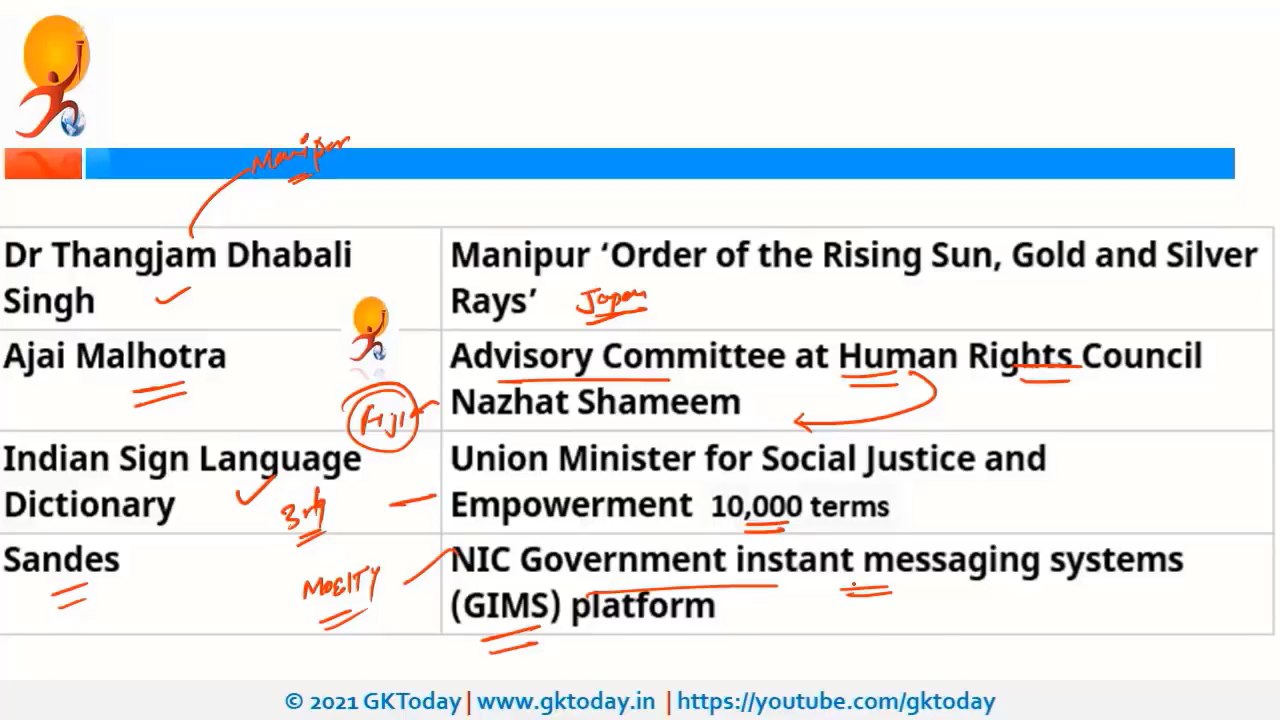 Manipur
Dr Thangjam Dhabali
Singh
Manipur ‘Order of the Rising Sun, Gold and Silver
Rays’ Japan
Ajai Malhotra
Advisory Committee at Human Rights Council
Fiji
Nazhat Shameem
Indian Sign Language
Dictionary
3rd
Union Minister for Social Justice and
Empowerment 10,000 terms
Sandes
MoEITY
NIC Government instant messaging systems
(GIMS) platform
© 2021 GKToday | www.gktoday.in | https://youtube.com/gktoday